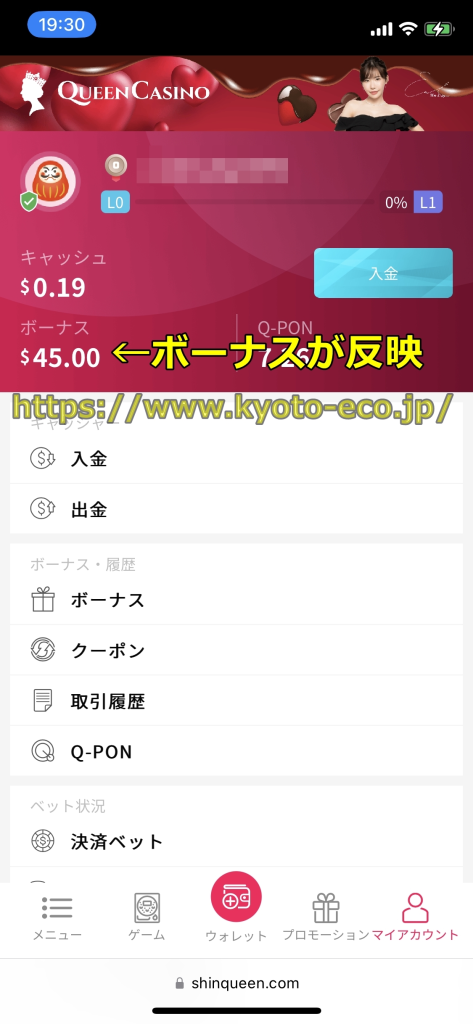 19:30
QUEENCASINO
L0
0% L1
キャッシュ
$0.19
入金
ボーナス
Q-PON
$45.00
←ボーナスが反映
https://www.kyoto-eco.jp/
キャッシャー
入金
出金
ボーナス・履歴
ボーナス
クーポン
取引履歴
Q-PON
ベット状況
決済ベット
メニュー
ゲーム
ウォレット
プロモーション
マイアカウント
shinqueen.com